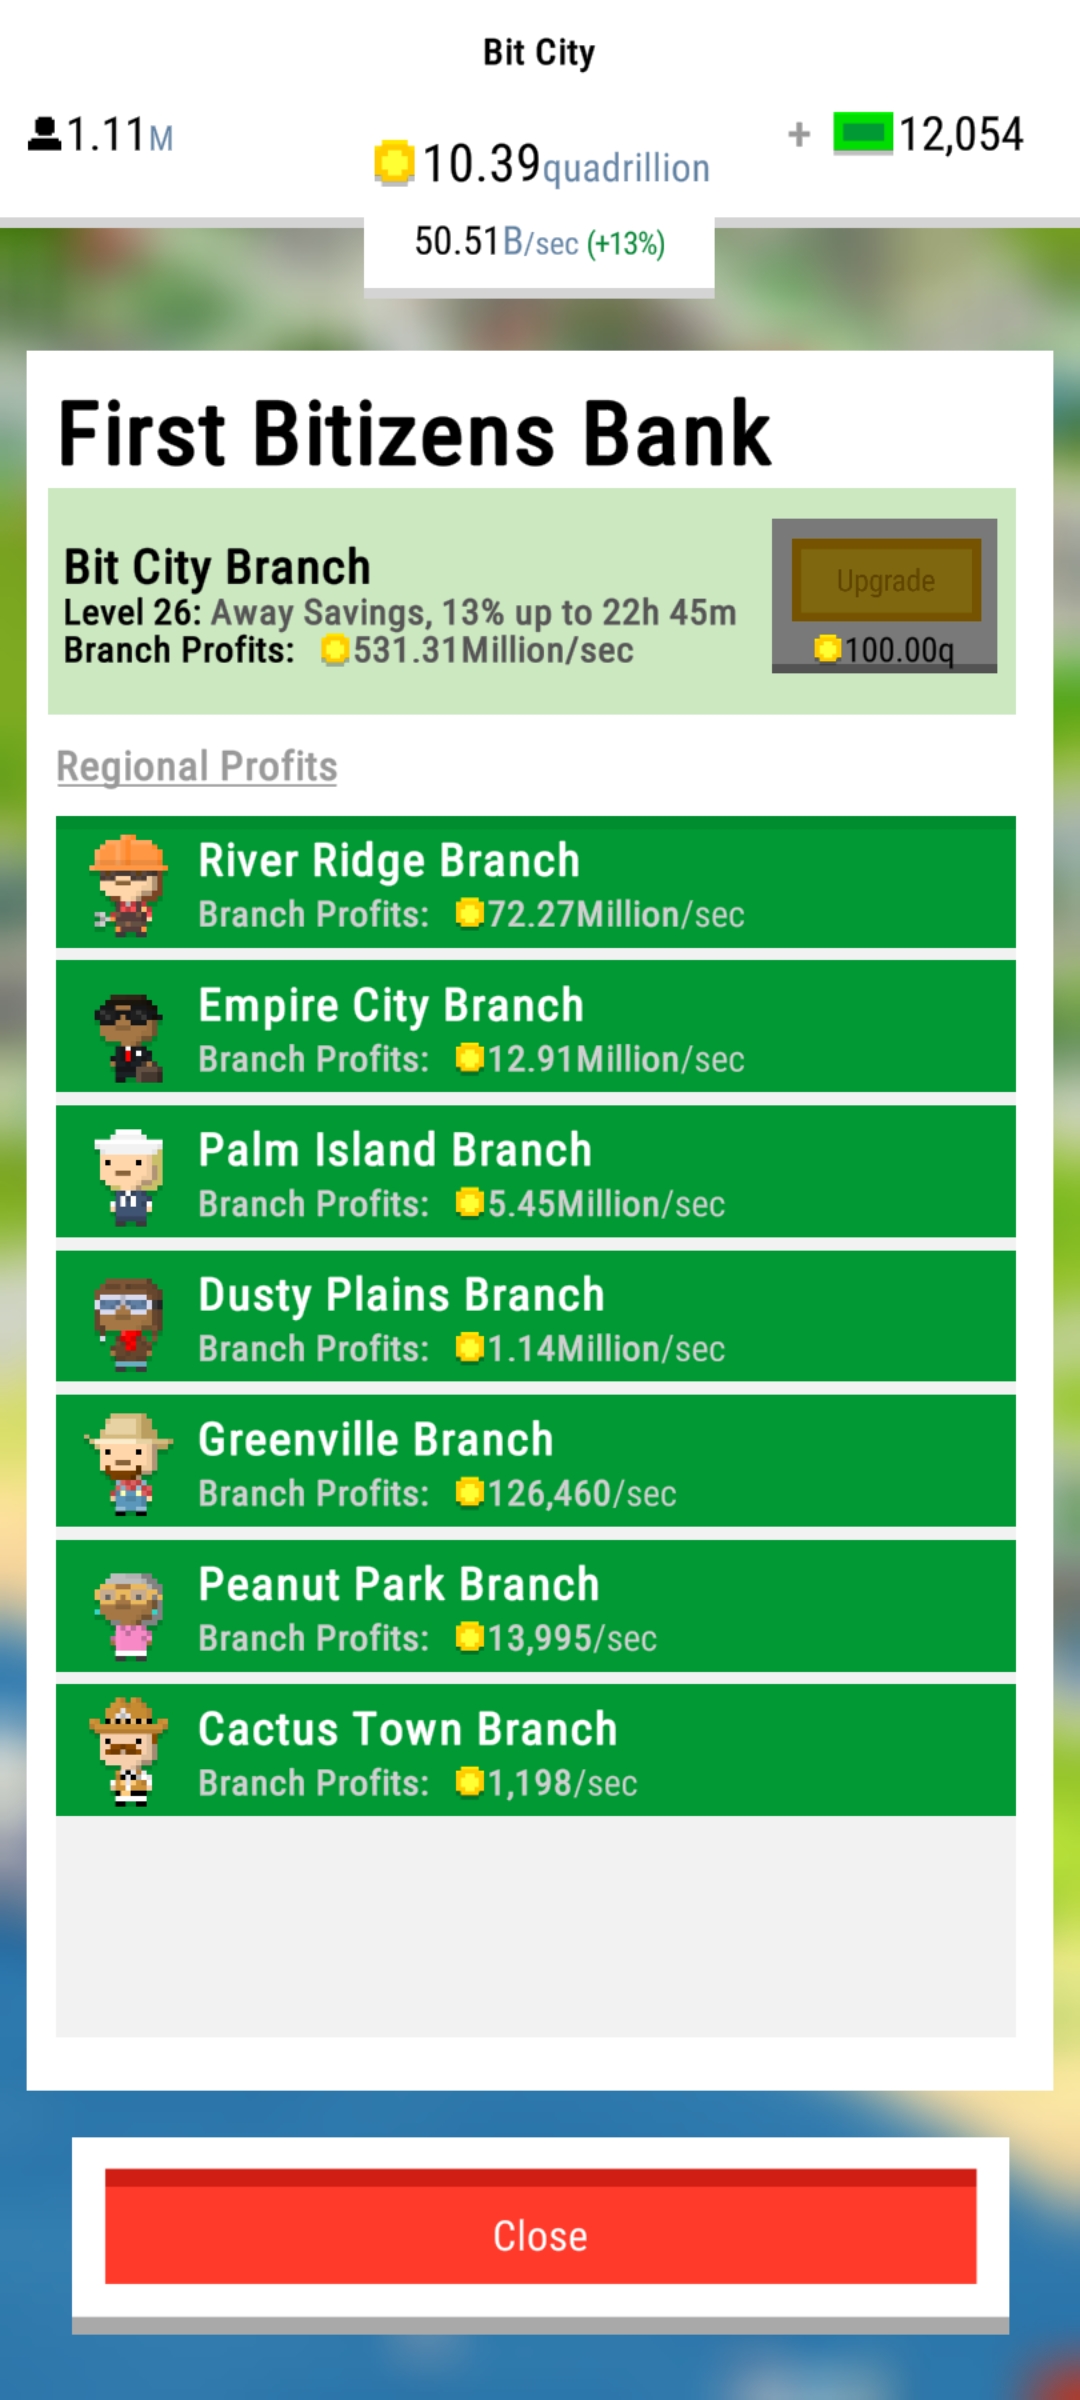 Bit City
1.11M
10.39quadrillion
+ 12,054
50.51B/sec (+13%)
First Bitizens Bank
Bit City Branch
Level 26: Away Savings, 13% up to 22h 45m
Branch Profits: 531.31Million/sec
Upgrade
100.00q
Regional Profits
River Ridge Branch
Branch Profits: 72.27Million/sec
Empire City Branch
Branch Profits: 12.91Million/sec
Palm Island Branch
Branch Profits: 5.45Million/sec
Dusty Plains Branch
Branch Profits: 1.14Million/sec
Greenville Branch
Branch Profits: 126,460/sec
Peanut Park Branch
Branch Profits: 13,995/sec
Cactus Town Branch
Branch Profits: 1,198/sec
Close